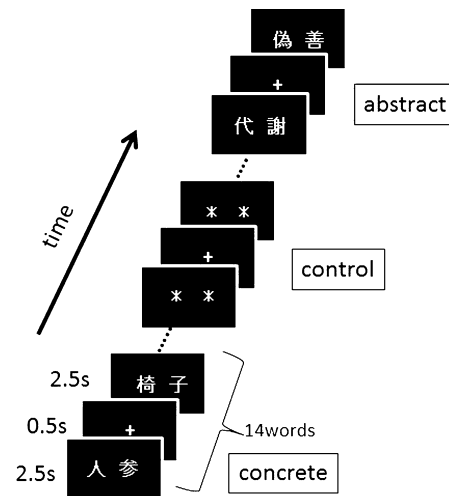 偽 善
+
abstract
代 謝
* *
+
control
* *
time
2.5s
椅 子
0.5s
+
14words
2.5s
人 参
concrete